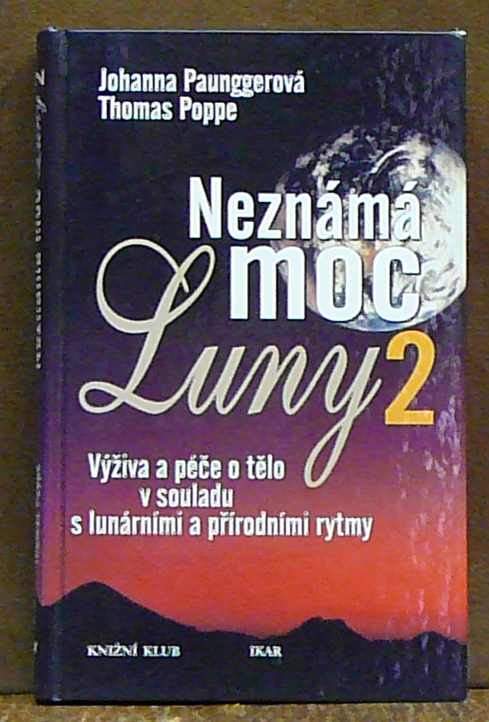 Johanna Paunggerová
Thomas Poppe
Neznámá
moc
Luny 2
Výživa a péče o tělo
v souladu
s lunárními a přírodními rytmy
KNIŽNÍ KLUB
IKAR